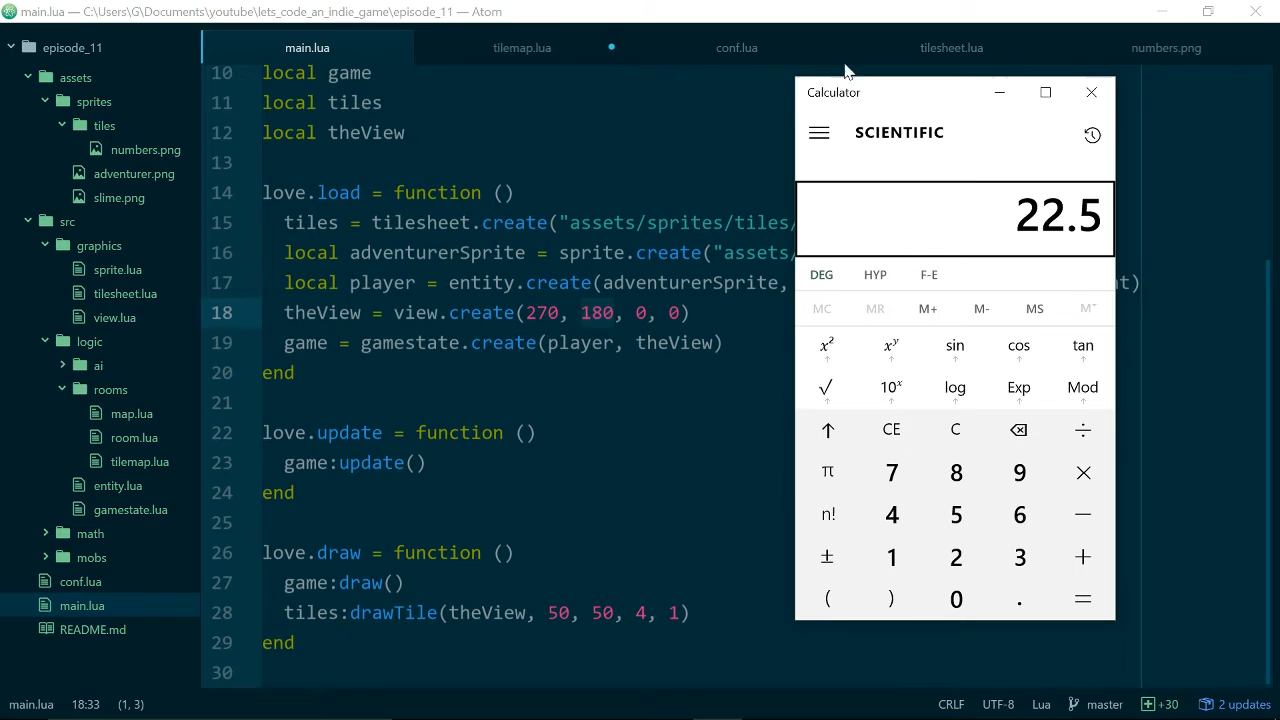 main.lua — C:\Users\G\Documents\youtube\lets_code_an_indie_game\episode_11 — Atom
episode_11
assets
sprites
tiles
numbers.png
adventurer.png
slime.png
src
graphics
sprite.lua
tilesheet.lua
view.lua
logic
ai
rooms
map.lua
room.lua
tilemap.lua
entity.lua
gamestate.lua
math
mobs
conf.lua
main.lua
README.md
main.lua
tilemap.lua
conf.lua
tilesheet.lua
numbers.png
10 local game
11 local tiles
12 local theView
13
14 love.load = function ()
15 tiles = tilesheet.create("assets/sprites/tiles/
16 local adventurerSprite = sprite.create("assets/
17 local player = entity.create(adventurerSprite, t)
18 theView = view.create(270, 180, 0, 0)
19 game = gamestate.create(player, theView)
20 end
21
22 love.update = function ()
23 game:update()
24 end
25
26 love.draw = function ()
27 game:draw()
28 tiles:drawTile(theView, 50, 50, 4, 1)
29 end
30
Calculator
SCIENTIFIC
22.5
DEG HYP F-E
MC MR M+ M- MS M˅
x² xʸ sin cos tan
√ 10ˣ log Exp Mod
↑ CE C ⌫ ÷
π 7 8 9 ×
n! 4 5 6 −
± 1 2 3 +
( ) 0 . =
main.lua 18:33 (1, 3)
CRLF UTF-8 Lua master +30 2 updates